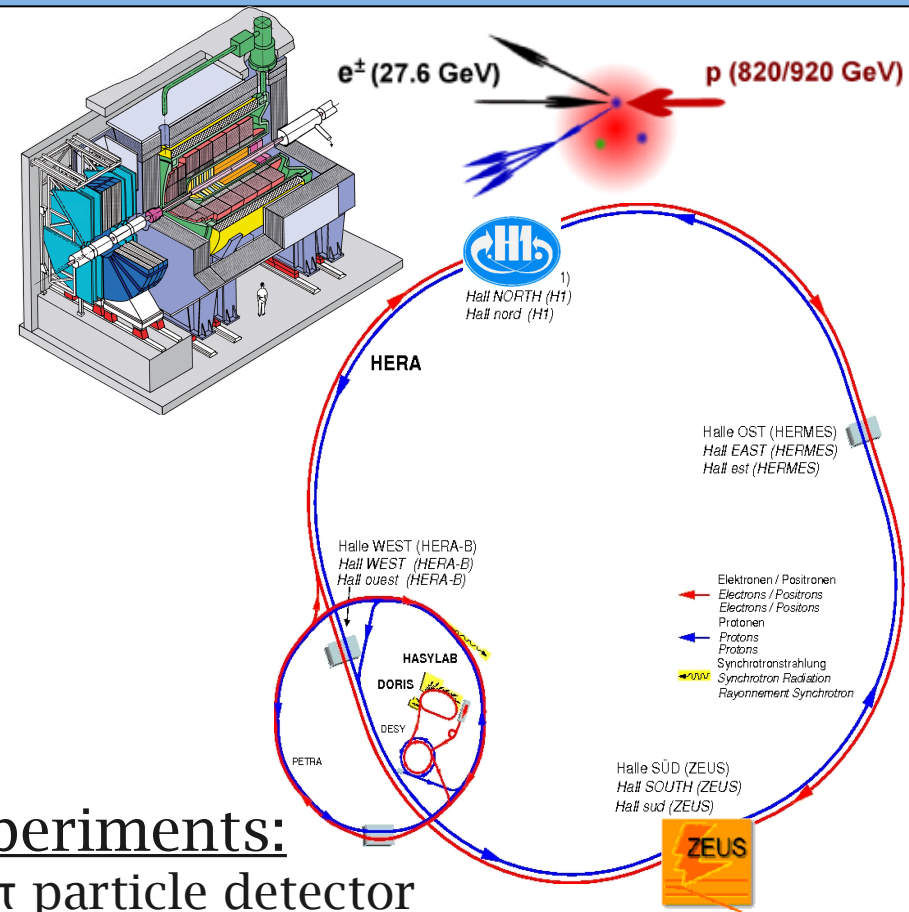 e± (27.6 GeV)
p (820/920 GeV)
H1
1)
Hall NORTH (H1)
Hall nord (H1)
HERA
Halle OST (HERMES)
Hall EAST (HERMES)
Hall est (HERMES)
Halle WEST (HERA-B)
Hall WEST (HERA-B)
Hall ouest (HERA-B)
Elektronen / Positronen
Electrons / Positrons
Electrons / Positons
Protonen
Protons
Protons
Synchrotronstrahlung
Synchrotron Radiation
Rayonnement Synchrotron
HASYLAB
DORIS
DESY
PETRA
Halle SÜD (ZEUS)
Hall SOUTH (ZEUS)
Hall sud (ZEUS)
ZEUS
periments:
π particle detector